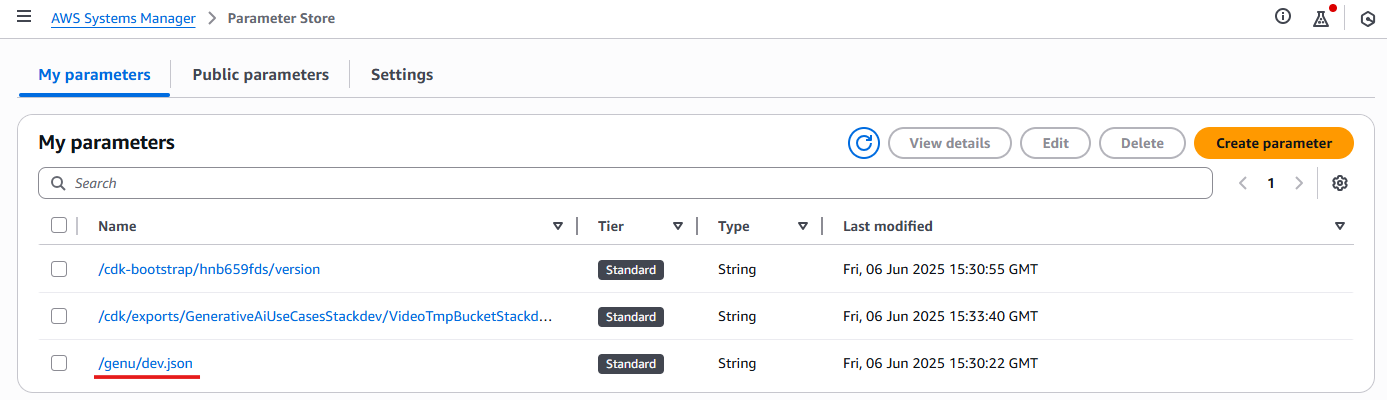 AWS Systems Manager > Parameter Store
My parameters Public parameters Settings
My parameters View details Edit Delete Create parameter
Search 1
Name Tier Type Last modified
/cdk-bootstrap/hnb659fds/version Standard String Fri, 06 Jun 2025 15:30:55 GMT
/cdk/exports/GenerativeAiUseCasesStackdev/VideoTmpBucketStackd... Standard String Fri, 06 Jun 2025 15:33:40 GMT
/genu/dev.json Standard String Fri, 06 Jun 2025 15:30:22 GMT